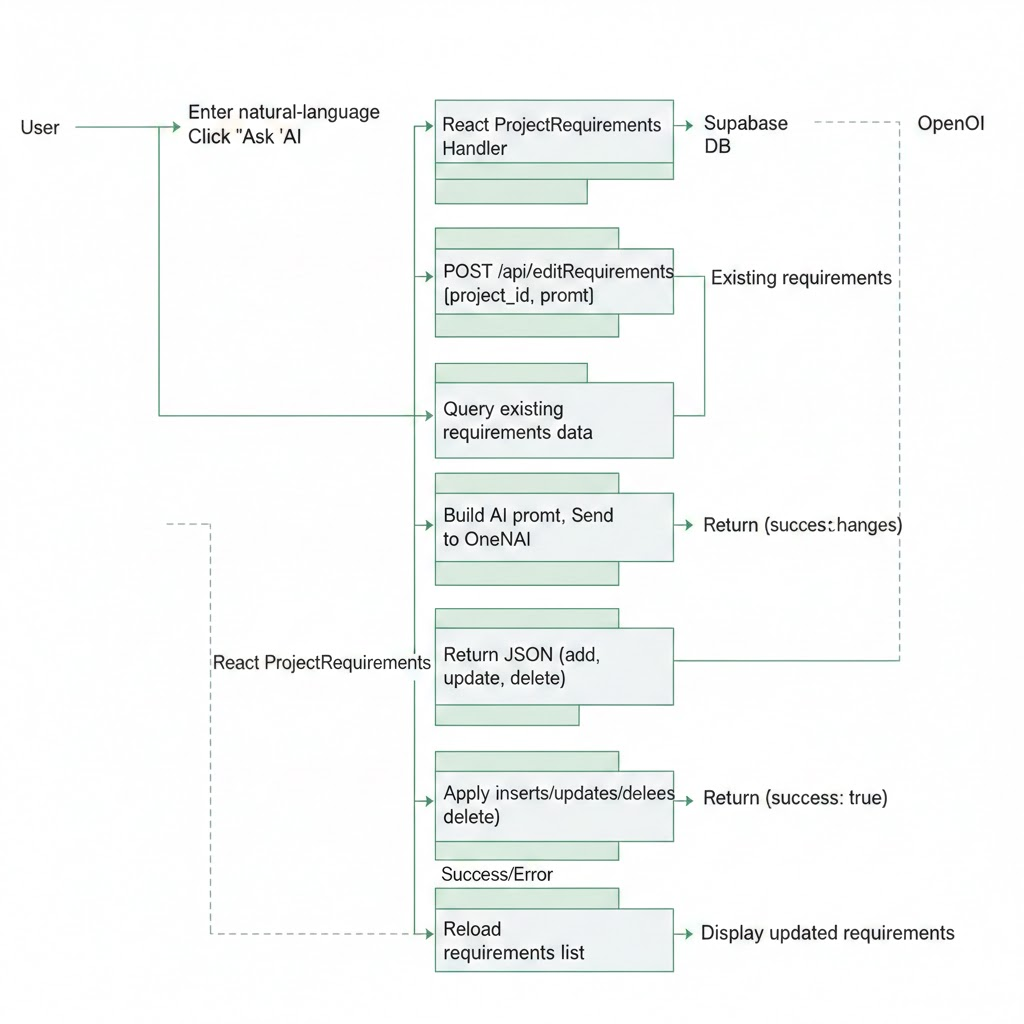 User
Enter natural-language
Click "Ask 'AI
React ProjectRequirements
Handler
Supabase
DB
OpenOI
POST /api/editRequirements
[project_id, promt]
Existing requirements
Query existing
requirements data
Build AI promt, Send
to OneNAI
Return (succes:hanges)
React ProjectRequirements
Return JSON (add,
update, delete)
Apply inserts/updates/delees
delete)
Return (success: true)
Success/Error
Reload
requirements list
Display updated requirements